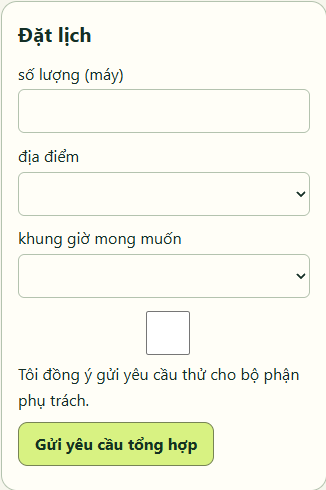 Đặt lịch
số lượng (máy)
địa điểm
khung giờ mong muốn
Tôi đồng ý gửi yêu cầu thử cho bộ phận
phụ trách.
Gửi yêu cầu tổng hợp